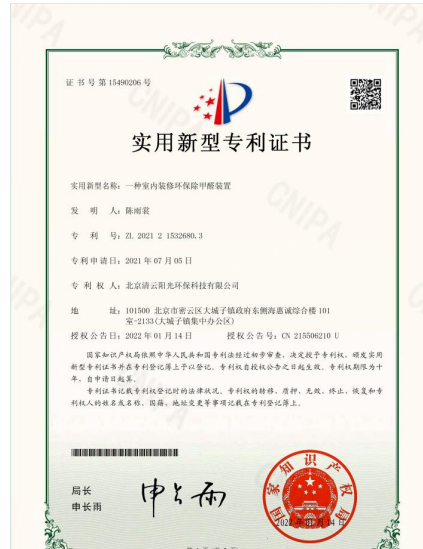 证书号第15490206号
实用新型专利证书
实用新型名称：一种室内装修环保除甲醛装置
发明人：陈雨裳
专利号：ZL 2021 2 1532680.3
专利申请日：2021年07月05日
专利权人：北京清云阳光环保科技有限公司
地址：101500 北京市密云区大城子镇政府东侧海惠诚综合楼101
室-2133(大城子镇集中办公区)
授权公告日：2022年01月14日 授权公告号：CN 215506210 U
国家知识产权局依照中华人民共和国专利法经过初步审查，决定授予专利权，颁发实用
新型专利证书并在专利登记簿上予以登记。专利权自授权公告之日起生效。专利权期限为十
年，自申请日起算。
专利证书记载专利权登记时的法律状况。专利权的转移、质押、无效、终止、恢复和专
利权人的姓名或名称、国籍、地址变更等事项记载在专利登记簿上。
局长
申长雨
申长雨
国家知识产权局
2022年01月14日
CNIPA
CNIPA
CNIPA